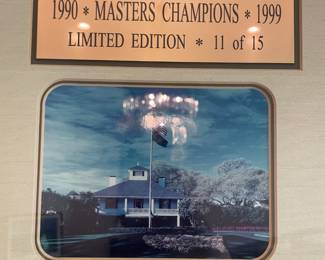 1990 * MASTERS CHAMPIONS * 1999
LIMITED EDITION * 11 of 15